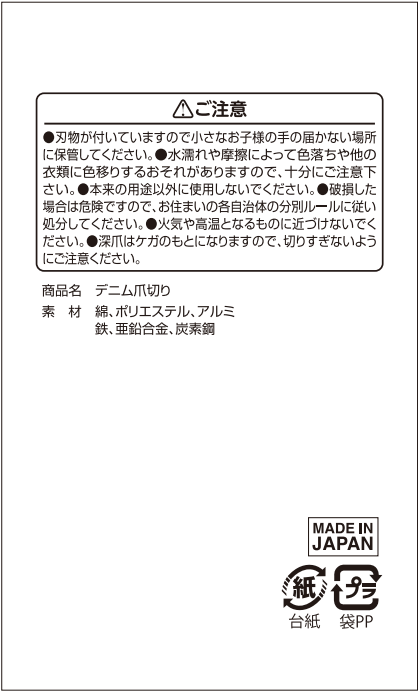 ⚠ご注意
●刃物が付いていますので小さなお子様の手の届かない場所
に保管してください。●水濡れや摩擦によって色落ちや他の
衣類に色移りするおそれがありますので、十分にご注意下
さい。●本来の用途以外に使用しないでください。●破損した
場合は危険ですので、お住まいの各自治体の分別ルールに従い
処分してください。●火気や高温となるものに近づけないでく
ださい。●深爪はケガのもとになりますので、切りすぎないよう
にご注意ください。
商品名 デニム爪切り
素 材 綿、ポリエステル、アルミ
鉄、亜鉛合金、炭素鋼
MADE IN
JAPAN
紙 プラ
台紙 袋PP